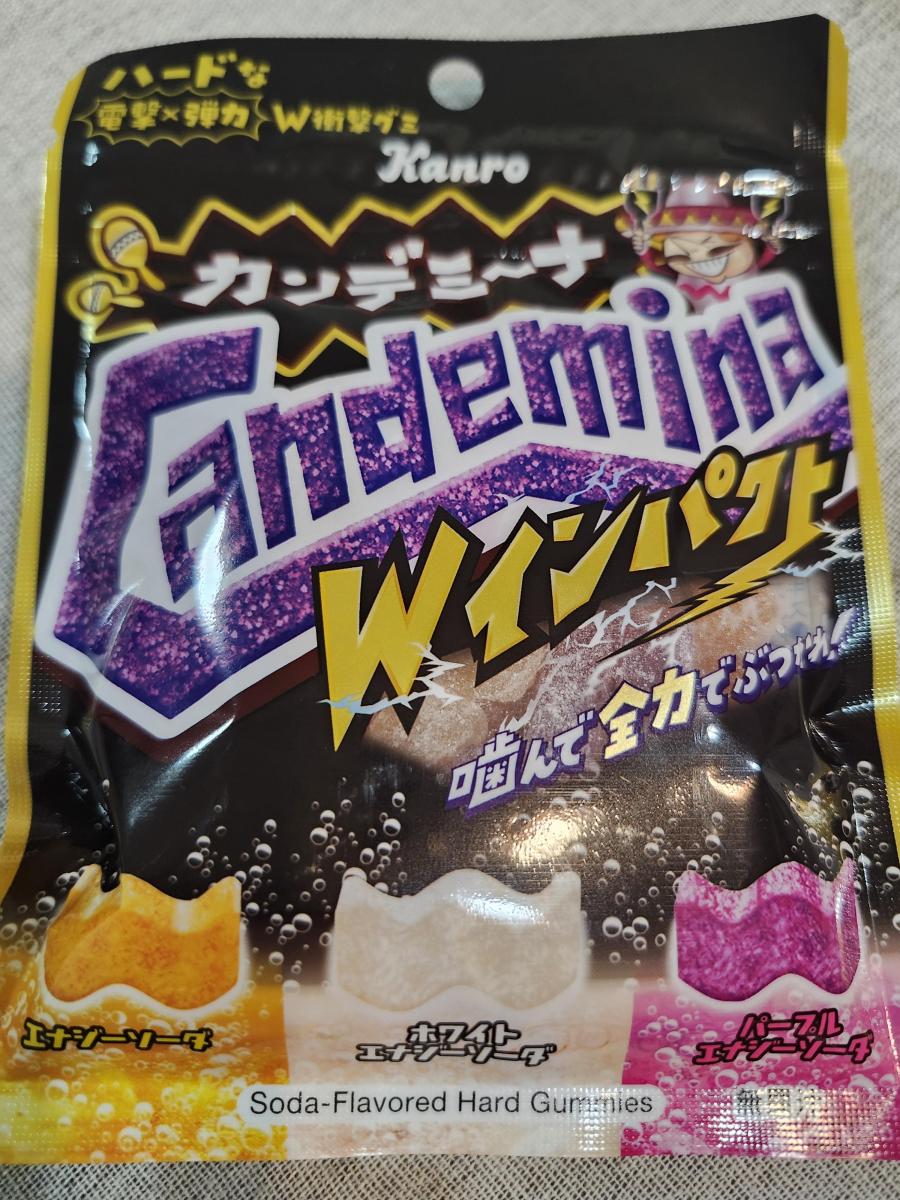 ハードな
電撃×弾力 W衝撃グミ
Kanro
カンデミ〜ナ
Candemina
Wインパクト
噛んで全力でぶつかれ!
エナジーソーダ
ホワイト
エナジーソーダ
パープル
エナジーソーダ
Soda-Flavored Hard Gummies
無果汁